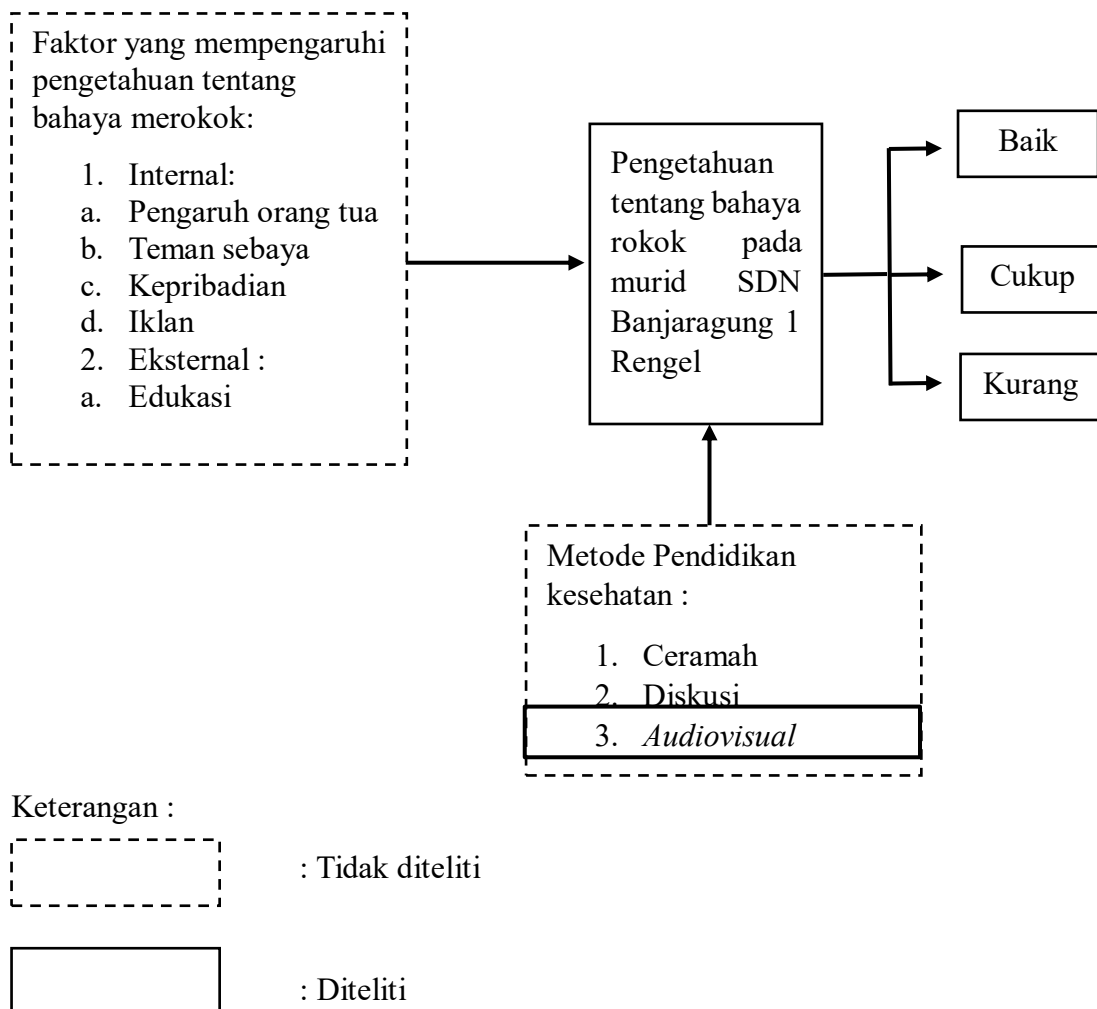 Faktor yang mempengaruhi
pengetahuan tentang
bahaya merokok:
1. Internal:
a. Pengaruh orang tua
b. Teman sebaya
c. Kepribadian
d. Iklan
2. Eksternal :
a. Edukasi
Pengetahuan
tentang bahaya
rokok pada
murid SDN
Banjaragung 1
Rengel
Baik
Cukup
Kurang
Metode Pendidikan
kesehatan :
1. Ceramah
2. Diskusi
3. Audiovisual
Keterangan :
: Tidak diteliti
: Diteliti